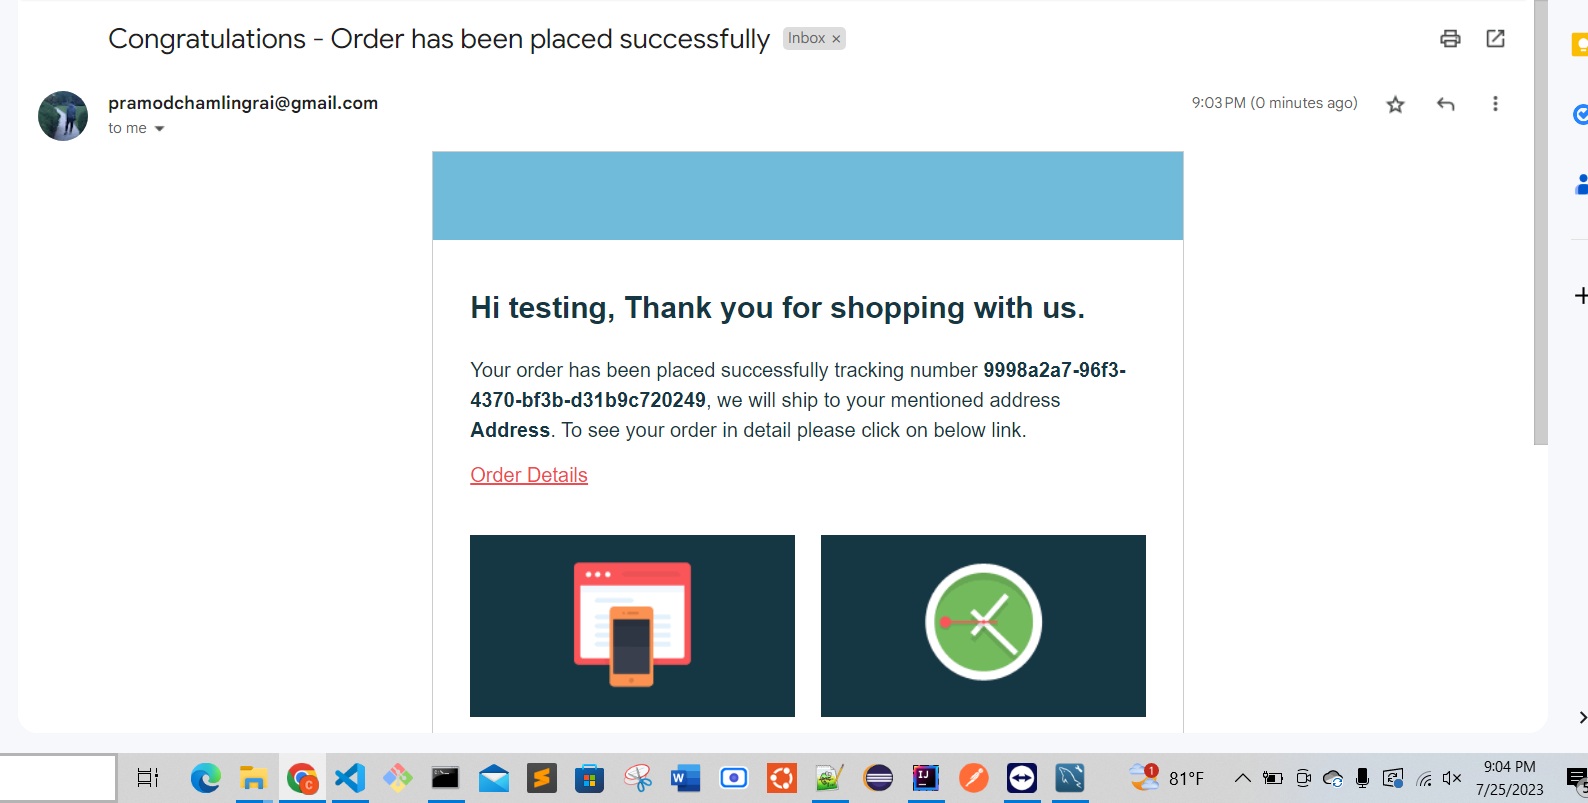 Congratulations - Order has been placed successfully Inbox ×
pramodchamlingrai@gmail.com 9:03 PM (0 minutes ago)
to me
Hi testing, Thank you for shopping with us.
Your order has been placed successfully tracking number 9998a2a7-96f3-
4370-bf3b-d31b9c720249, we will ship to your mentioned address
Address. To see your order in detail please click on below link.
Order Details
1 81°F 9:04 PM
7/25/2023